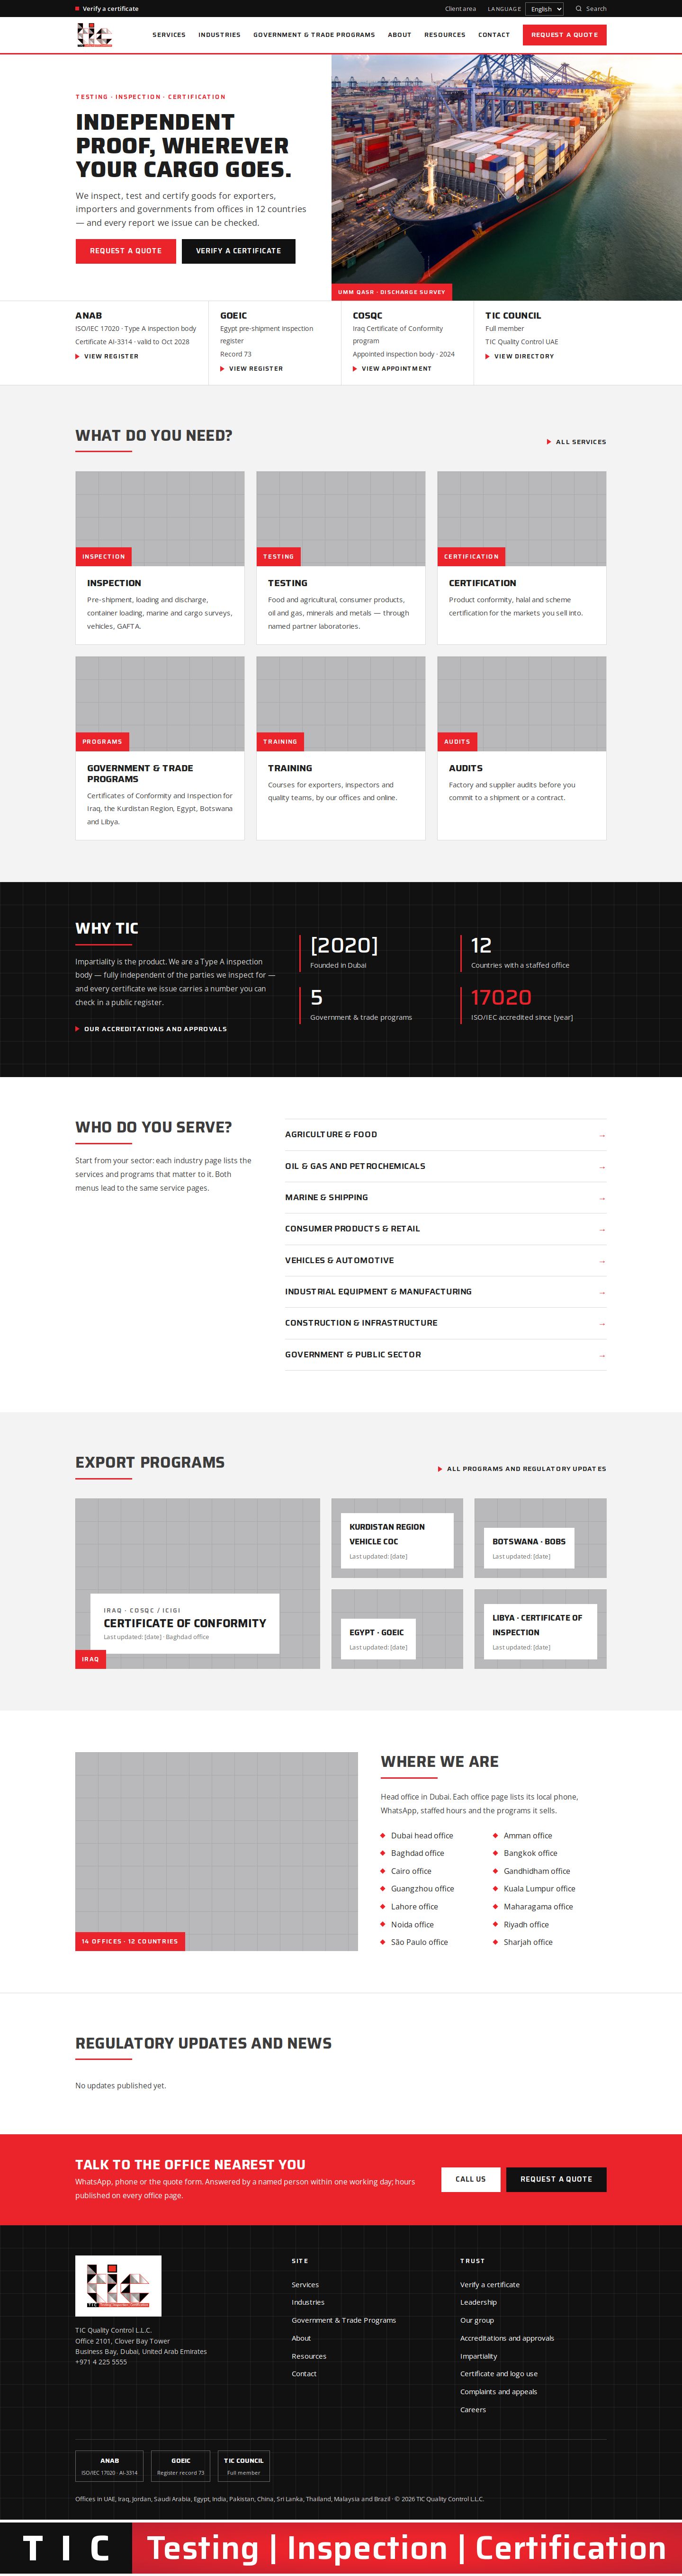 Verify a certificate
Client area
LANGUAGE
English
Search
tic
SERVICES
INDUSTRIES
GOVERNMENT & TRADE PROGRAMS
ABOUT
RESOURCES
CONTACT
REQUEST A QUOTE
TESTING · INSPECTION · CERTIFICATION
INDEPENDENT
PROOF, WHEREVER
YOUR CARGO GOES.
We inspect, test and certify goods for exporters,
importers and governments from offices in 12 countries
— and every report we issue can be checked.
REQUEST A QUOTE
VERIFY A CERTIFICATE
UMM QASR · DISCHARGE SURVEY
ANAB
ISO/IEC 17020 · Type A inspection body
Certificate AI-3314 · valid to Oct 2028
VIEW REGISTER
GOEIC
Egypt pre-shipment inspection
register
Record 73
VIEW REGISTER
COSQC
Iraq Certificate of Conformity
program
Appointed inspection body · 2024
VIEW APPOINTMENT
TIC COUNCIL
Full member
TIC Quality Control UAE
VIEW DIRECTORY
WHAT DO YOU NEED?
ALL SERVICES
INSPECTION
INSPECTION
Pre-shipment, loading and discharge,
container loading, marine and cargo surveys,
vehicles, GAFTA.
TESTING
TESTING
Food and agricultural, consumer products,
oil and gas, minerals and metals — through
named partner laboratories.
CERTIFICATION
CERTIFICATION
Product conformity, halal and scheme
certification for the markets you sell into.
PROGRAMS
GOVERNMENT & TRADE
PROGRAMS
Certificates of Conformity and Inspection for
Iraq, the Kurdistan Region, Egypt, Botswana
and Libya.
TRAINING
TRAINING
Courses for exporters, inspectors and
quality teams, by our offices and online.
AUDITS
AUDITS
Factory and supplier audits before you
commit to a shipment or a contract.
WHY TIC
Impartiality is the product. We are a Type A inspection
body — fully independent of the parties we inspect for —
and every certificate we issue carries a number you can
check in a public register.
OUR ACCREDITATIONS AND APPROVALS
[2020]
Founded in Dubai
12
Countries with a staffed office
5
Government & trade programs
17020
ISO/IEC accredited since [year]
WHO DO YOU SERVE?
Start from your sector: each industry page lists the
services and programs that matter to it. Both
menus lead to the same service pages.
AGRICULTURE & FOOD →
OIL & GAS AND PETROCHEMICALS →
MARINE & SHIPPING →
CONSUMER PRODUCTS & RETAIL →
VEHICLES & AUTOMOTIVE →
INDUSTRIAL EQUIPMENT & MANUFACTURING →
CONSTRUCTION & INFRASTRUCTURE →
GOVERNMENT & PUBLIC SECTOR →
EXPORT PROGRAMS
ALL PROGRAMS AND REGULATORY UPDATES
IRAQ · COSQC / ICIGI
CERTIFICATE OF CONFORMITY
Last updated: [date] · Baghdad office
IRAQ
KURDISTAN REGION
VEHICLE COC
Last updated: [date]
BOTSWANA · BOBS
Last updated: [date]
EGYPT · GOEIC
Last updated: [date]
LIBYA · CERTIFICATE OF
INSPECTION
Last updated: [date]
14 OFFICES · 12 COUNTRIES
WHERE WE ARE
Head office in Dubai. Each office page lists its local phone,
WhatsApp, staffed hours and the programs it sells.
Dubai head office
Amman office
Baghdad office
Bangkok office
Cairo office
Gandhidham office
Guangzhou office
Kuala Lumpur office
Lahore office
Maharagama office
Noida office
Riyadh office
São Paulo office
Sharjah office
REGULATORY UPDATES AND NEWS
No updates published yet.
TALK TO THE OFFICE NEAREST YOU
WhatsApp, phone or the quote form. Answered by a named person within one working day; hours
published on every office page.
CALL US
REQUEST A QUOTE
TIC Quality Control L.L.C.
Office 2101, Clover Bay Tower
Business Bay, Dubai, United Arab Emirates
+971 4 225 5555
SITE
Services
Industries
Government & Trade Programs
About
Resources
Contact
TRUST
Verify a certificate
Leadership
Our group
Accreditations and approvals
Impartiality
Certificate and logo use
Complaints and appeals
Careers
ANAB
ISO/IEC 17020 · AI-3314
GOEIC
Register record 73
TIC COUNCIL
Full member
Offices in UAE, Iraq, Jordan, Saudi Arabia, Egypt, India, Pakistan, China, Sri Lanka, Thailand, Malaysia and Brazil · © 2026 TIC Quality Control L.L.C.
T I C Testing | Inspection | Certification